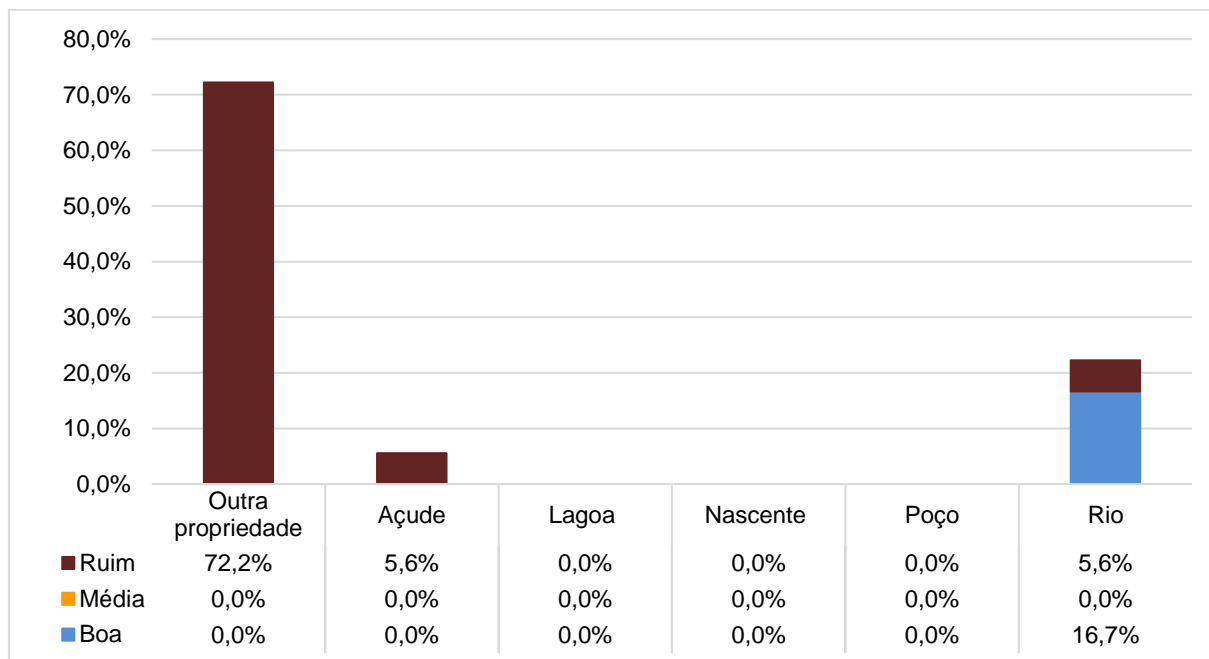 80,0%
70,0%
60,0%
50,0%
40,0%
30,0%
20,0%
10,0%
0,0%
Outra propriedade Açude Lagoa Nascente Poço Rio
Ruim 72,2% 5,6% 0,0% 0,0% 0,0% 5,6%
Média 0,0% 0,0% 0,0% 0,0% 0,0% 0,0%
Boa 0,0% 0,0% 0,0% 0,0% 0,0% 16,7%